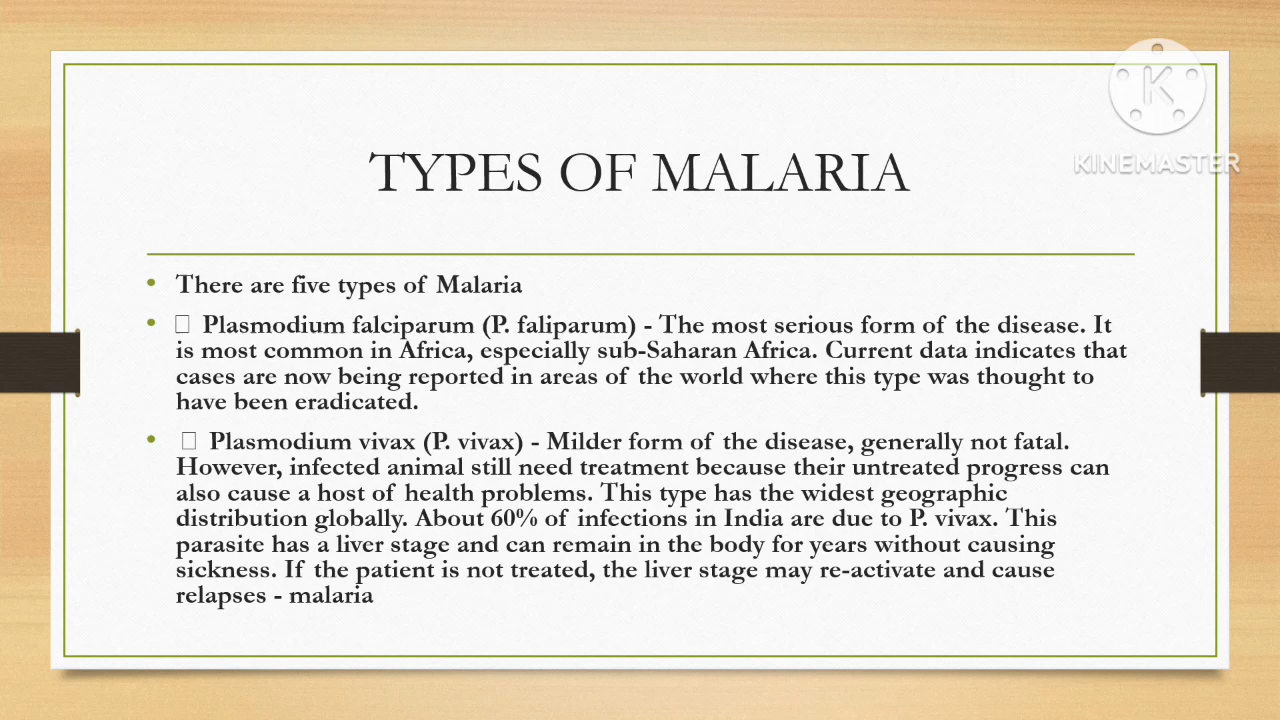 K
KINEMASTER
TYPES OF MALARIA
• There are five types of Malaria
• □ Plasmodium falciparum (P. faliparum) - The most serious form of the disease. It
is most common in Africa, especially sub-Saharan Africa. Current data indicates that
cases are now being reported in areas of the world where this type was thought to
have been eradicated.
• □ Plasmodium vivax (P. vivax) - Milder form of the disease, generally not fatal.
However, infected animal still need treatment because their untreated progress can
also cause a host of health problems. This type has the widest geographic
distribution globally. About 60% of infections in India are due to P. vivax. This
parasite has a liver stage and can remain in the body for years without causing
sickness. If the patient is not treated, the liver stage may re-activate and cause
relapses - malaria